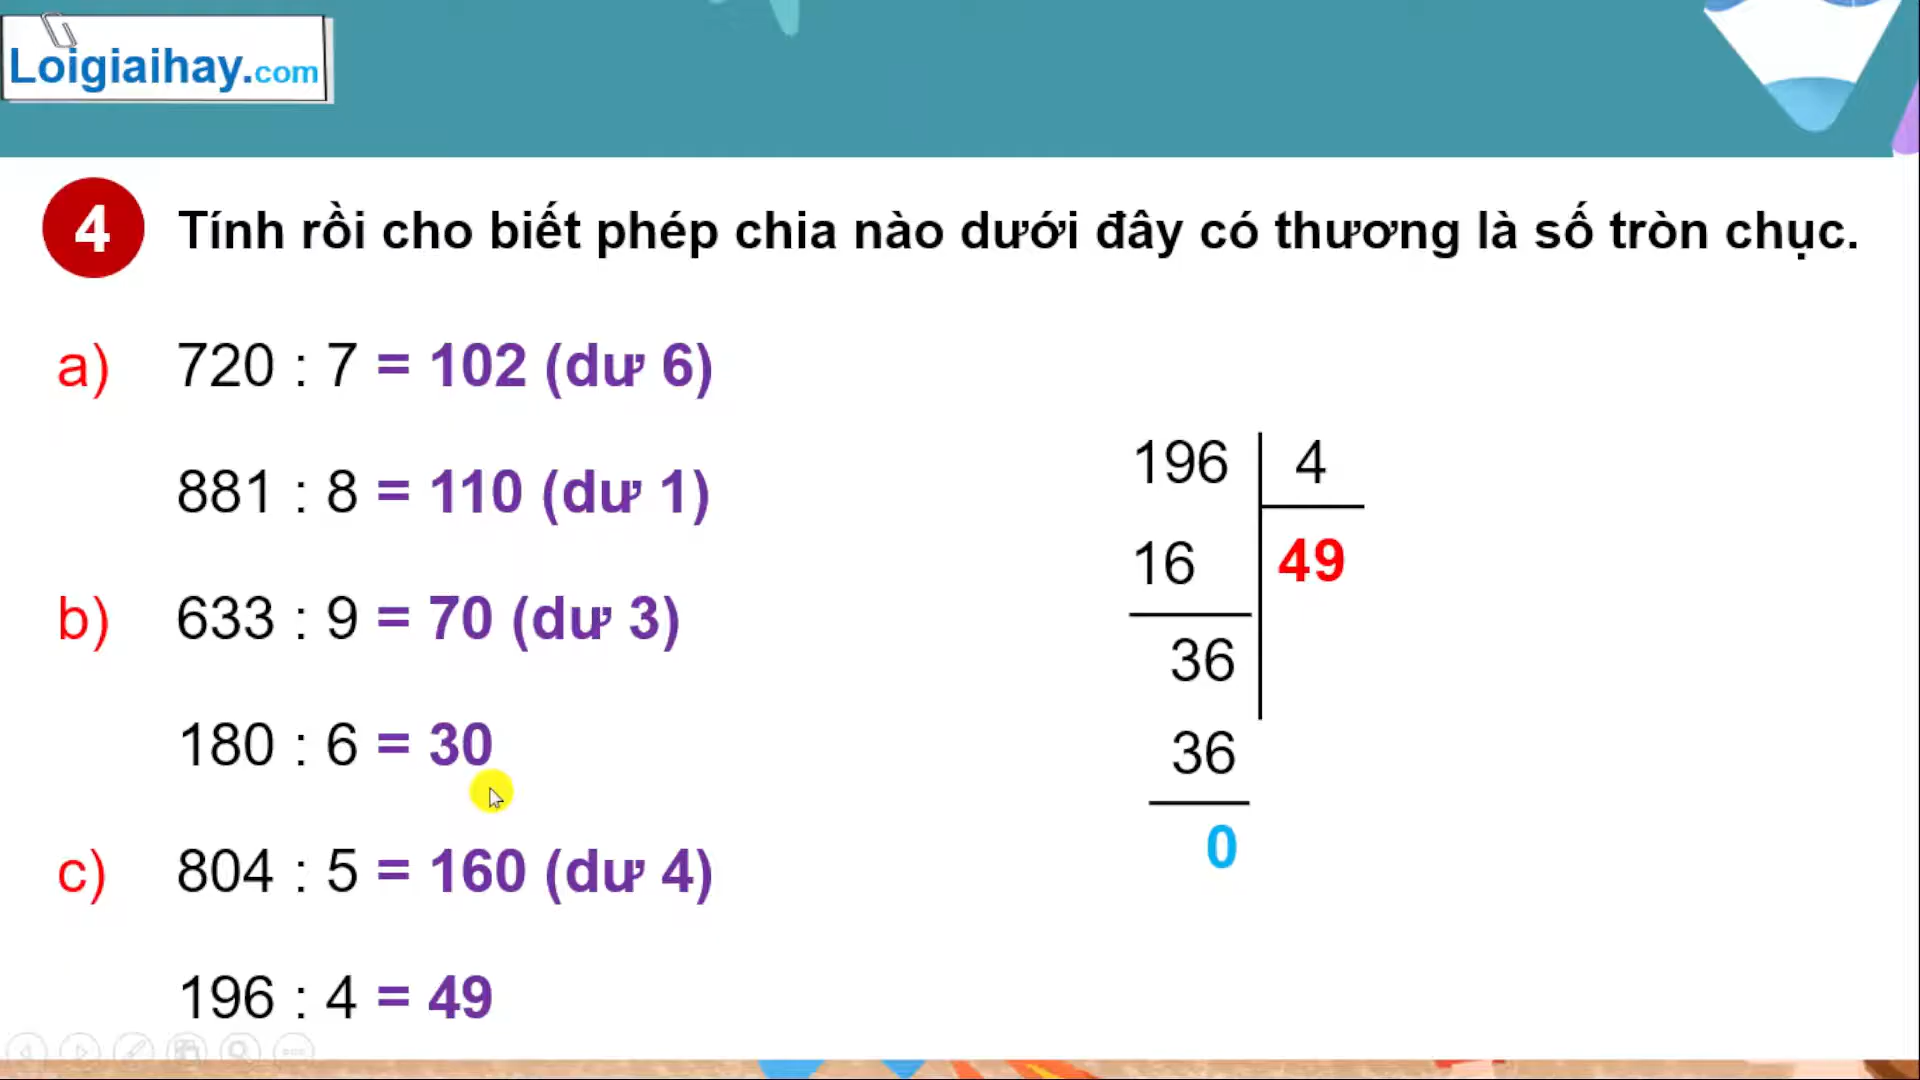 Loigiaihay.com
4 Tính rồi cho biết phép chia nào dưới đây có thương là số tròn chục.
a) 720 : 7 = 102 (dư 6)
881 : 8 = 110 (dư 1)
b) 633 : 9 = 70 (dư 3)
180 : 6 = 30
c) 804 : 5 = 160 (dư 4)
196 : 4 = 49
196 4
16 49
36
36
0